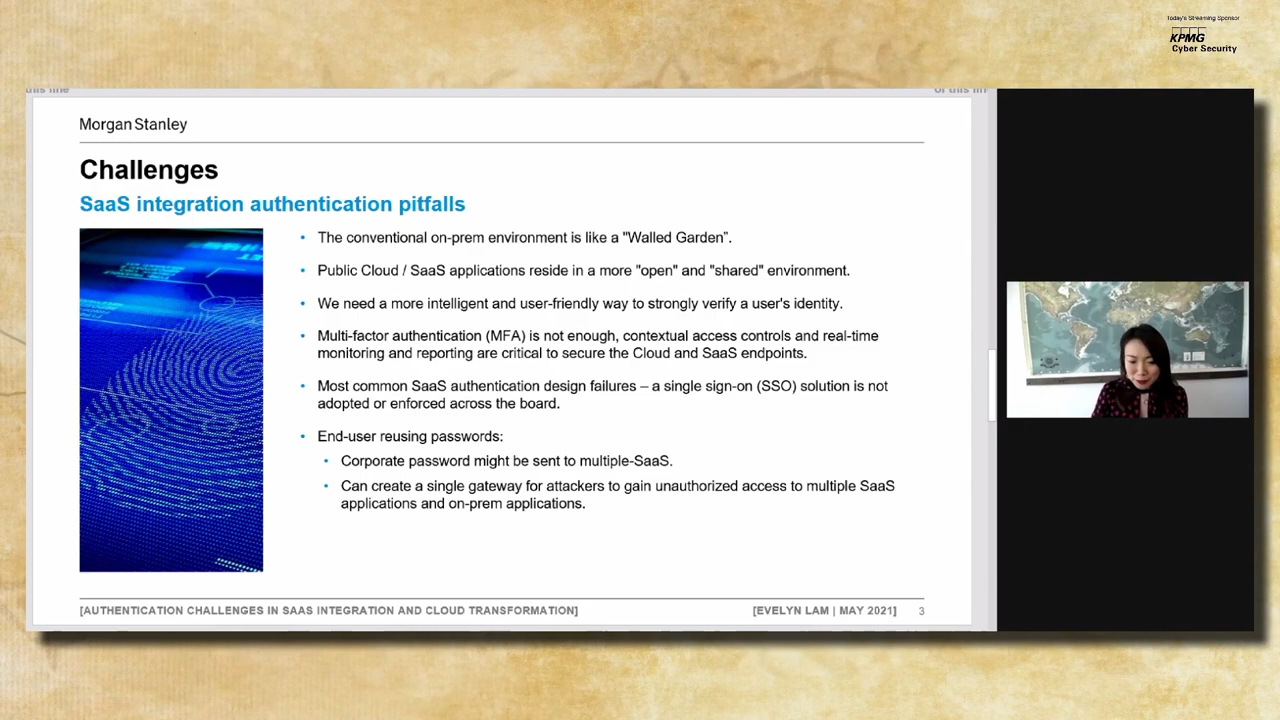 Today's Streaming Sponsor
KPMG
Cyber Security
this line
Morgan Stanley
Challenges
SaaS integration authentication pitfalls
• The conventional on-prem environment is like a "Walled Garden".
• Public Cloud / SaaS applications reside in a more "open" and "shared" environment.
• We need a more intelligent and user-friendly way to strongly verify a user's identity.
• Multi-factor authentication (MFA) is not enough, contextual access controls and real-time
monitoring and reporting are critical to secure the Cloud and SaaS endpoints.
• Most common SaaS authentication design failures – a single sign-on (SSO) solution is not
adopted or enforced across the board.
• End-user reusing passwords:
• Corporate password might be sent to multiple-SaaS.
• Can create a single gateway for attackers to gain unauthorized access to multiple SaaS
applications and on-prem applications.
[AUTHENTICATION CHALLENGES IN SAAS INTEGRATION AND CLOUD TRANSFORMATION]
[EVELYN LAM | MAY 2021]
3